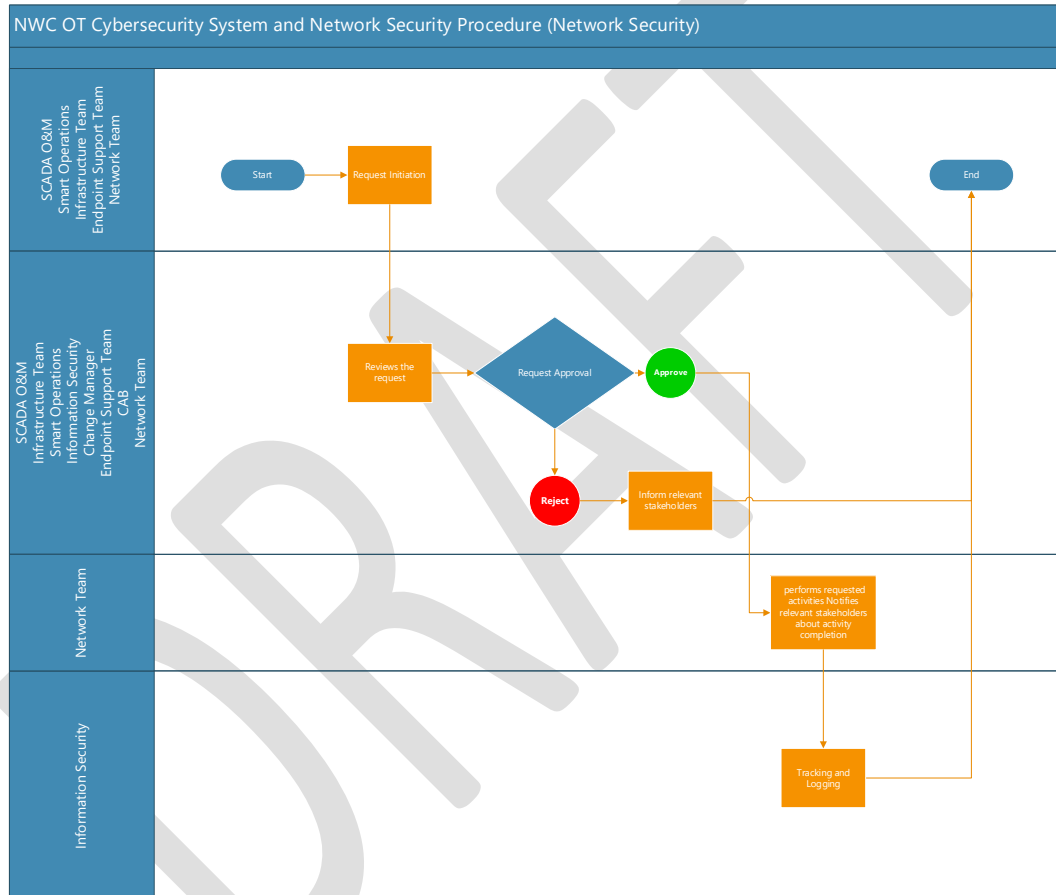 NWC OT Cybersecurity System and Network Security Procedure (Network Security)
SCADA O&M
Smart Operations
Infrastructure Team
Endpoint Support Team
Network Team
Start
Request Initiation
End
SCADA O&M
Infrastructure Team
Smart Operations
Information Security
Change Manager
Endpoint Support Team
CAB
Network Team
Reviews the
request
Request Approval
Approve
Reject
Inform relevant
stakeholders
Network Team
performs requested
activities Notifies
relevant stakeholders
about activity
completion
Information Security
Tracking and
Logging
DRAFT